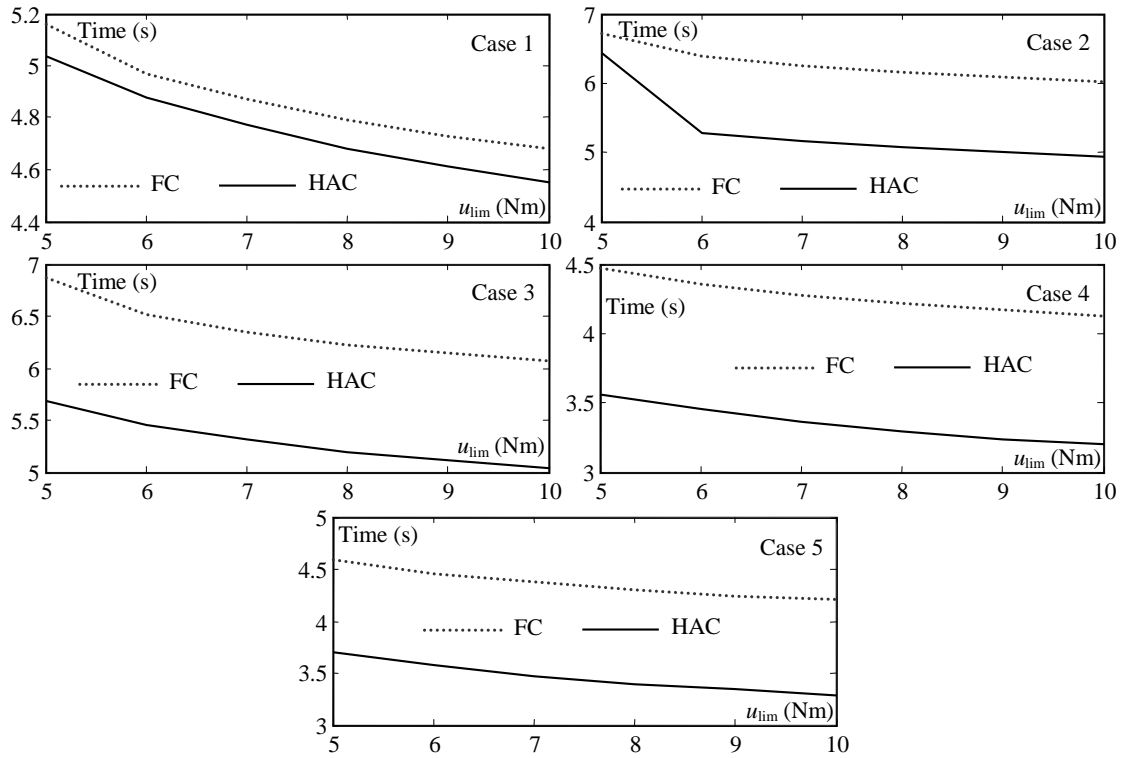 5.2
Time (s)
Case 1
5
4.8
4.6
FC HAC
u_lim (Nm)
4.4
5 6 7 8 9 10
7
Time (s)
Case 2
6
5
FC HAC
u_lim (Nm)
4
5 6 7 8 9 10
7
Time (s)
Case 3
6.5
6
FC HAC
5.5
u_lim (Nm)
5
5 6 7 8 9 10
4.5
Time (s)
Case 4
4
FC HAC
3.5
u_lim (Nm)
3
5 6 7 8 9 10
5
Time (s)
Case 5
4.5
4
FC HAC
3.5
u_lim (Nm)
3
5 6 7 8 9 10